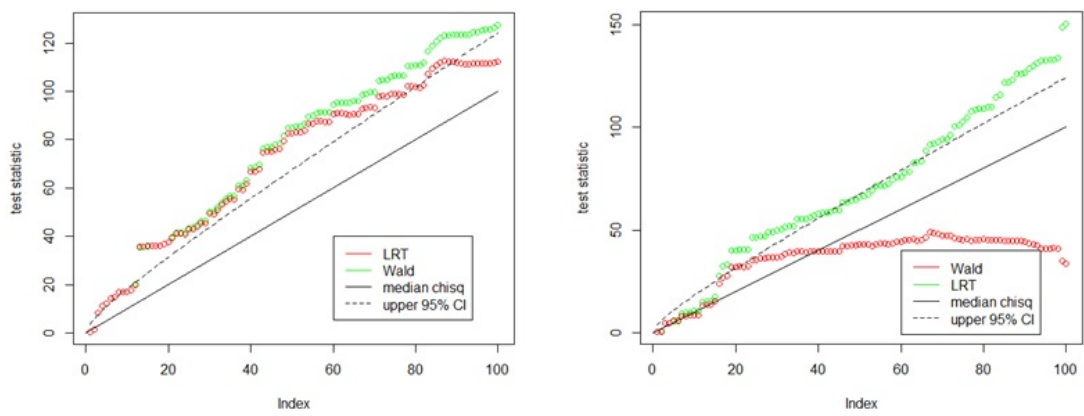 test statistic
120
100
80
60
40
20
0
LRT
Wald
median chisq
upper 95% CI
0 20 40 60 80 100
Index
test statistic
150
100
50
0
Wald
LRT
median chisq
upper 95% CI
0 20 40 60 80 100
Index